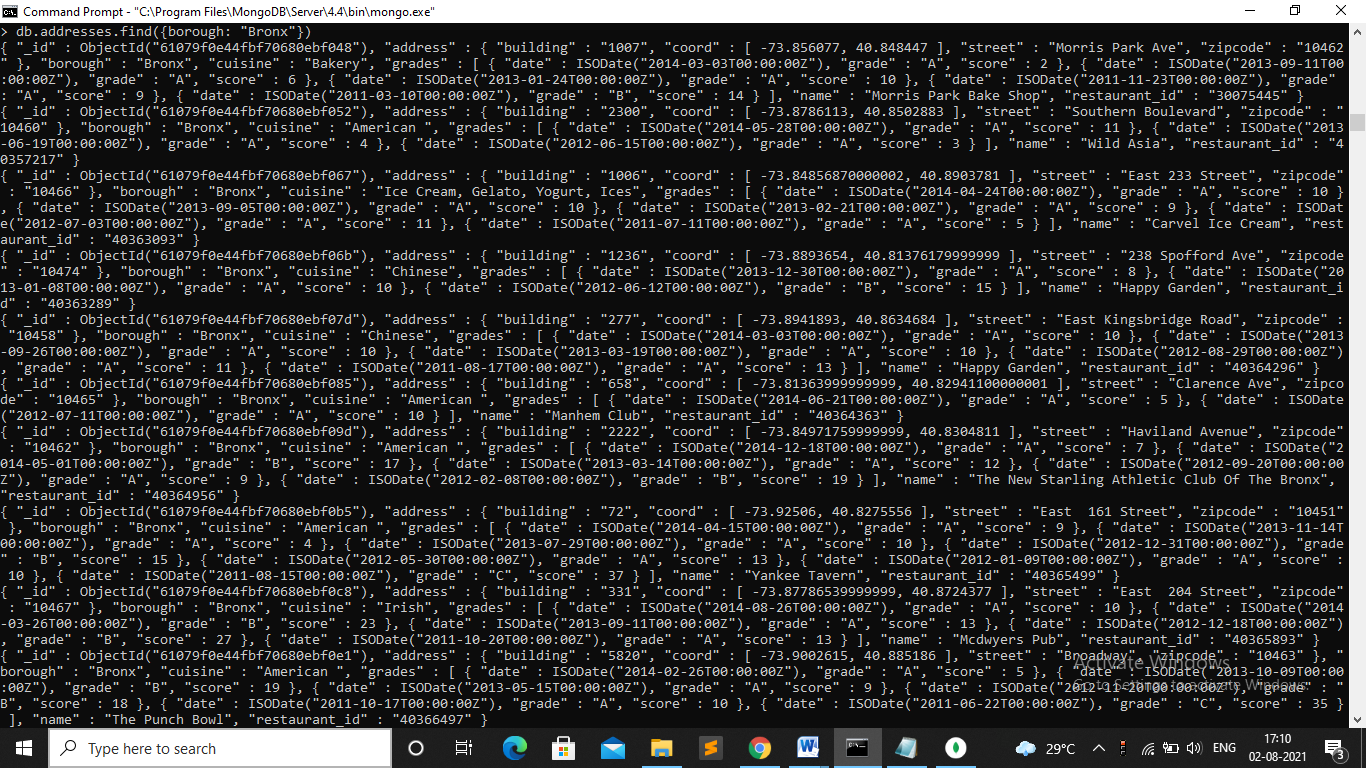 Command Prompt - "C:\Program Files\MongoDB\Server\4.4\bin\mongo.exe"
> db.addresses.find({borough: "Bronx"})
{ "_id" : ObjectId("61079f0e44fbf70680ebf048"), "address" : { "building" : "1007", "coord" : [ -73.856077, 40.848447 ], "street" : "Morris Park Ave", "zipcode" : "10462
" }, "borough" : "Bronx", "cuisine" : "Bakery", "grades" : [ { "date" : ISODate("2014-03-03T00:00:00Z"), "grade" : "A", "score" : 2 }, { "date" : ISODate("2013-09-11T00
:00:00Z"), "grade" : "A", "score" : 6 }, { "date" : ISODate("2013-01-24T00:00:00Z"), "grade" : "A", "score" : 10 }, { "date" : ISODate("2011-11-23T00:00:00Z"), "grade"
: "A", "score" : 9 }, { "date" : ISODate("2011-03-10T00:00:00Z"), "grade" : "B", "score" : 14 } ], "name" : "Morris Park Bake Shop", "restaurant_id" : "30075445" }
{ "_id" : ObjectId("61079f0e44fbf70680ebf052"), "address" : { "building" : "2300", "coord" : [ -73.8786113, 40.8502883 ], "street" : "Southern Boulevard", "zipcode" : "
10460" }, "borough" : "Bronx", "cuisine" : "American ", "grades" : [ { "date" : ISODate("2014-05-28T00:00:00Z"), "grade" : "A", "score" : 11 }, { "date" : ISODate("2013
-06-19T00:00:00Z"), "grade" : "A", "score" : 4 }, { "date" : ISODate("2012-06-15T00:00:00Z"), "grade" : "A", "score" : 3 } ], "name" : "Wild Asia", "restaurant_id" : "4
0357217" }
{ "_id" : ObjectId("61079f0e44fbf70680ebf067"), "address" : { "building" : "1006", "coord" : [ -73.84856870000002, 40.8903781 ], "street" : "East 233 Street", "zipcode"
 : "10466" }, "borough" : "Bronx", "cuisine" : "Ice Cream, Gelato, Yogurt, Ices", "grades" : [ { "date" : ISODate("2014-04-24T00:00:00Z"), "grade" : "A", "score" : 10 }
, { "date" : ISODate("2013-09-05T00:00:00Z"), "grade" : "A", "score" : 10 }, { "date" : ISODate("2013-02-21T00:00:00Z"), "grade" : "A", "score" : 9 }, { "date" : ISODat
e("2012-07-03T00:00:00Z"), "grade" : "A", "score" : 11 }, { "date" : ISODate("2011-07-11T00:00:00Z"), "grade" : "A", "score" : 5 } ], "name" : "Carvel Ice Cream", "rest
aurant_id" : "40363093" }
{ "_id" : ObjectId("61079f0e44fbf70680ebf06b"), "address" : { "building" : "1236", "coord" : [ -73.8893654, 40.81376179999999 ], "street" : "238 Spofford Ave", "zipcode
" : "10474" }, "borough" : "Bronx", "cuisine" : "Chinese", "grades" : [ { "date" : ISODate("2013-12-30T00:00:00Z"), "grade" : "A", "score" : 8 }, { "date" : ISODate("20
13-01-08T00:00:00Z"), "grade" : "A", "score" : 10 }, { "date" : ISODate("2012-06-12T00:00:00Z"), "grade" : "B", "score" : 15 } ], "name" : "Happy Garden", "restaurant_i
d" : "40363289" }
{ "_id" : ObjectId("61079f0e44fbf70680ebf07d"), "address" : { "building" : "277", "coord" : [ -73.8941893, 40.8634684 ], "street" : "East Kingsbridge Road", "zipcode" :
 "10458" }, "borough" : "Bronx", "cuisine" : "Chinese", "grades" : [ { "date" : ISODate("2014-03-03T00:00:00Z"), "grade" : "A", "score" : 10 }, { "date" : ISODate("2013
-09-26T00:00:00Z"), "grade" : "A", "score" : 10 }, { "date" : ISODate("2013-03-19T00:00:00Z"), "grade" : "A", "score" : 10 }, { "date" : ISODate("2012-08-29T00:00:00Z")
, "grade" : "A", "score" : 11 }, { "date" : ISODate("2011-08-17T00:00:00Z"), "grade" : "A", "score" : 13 } ], "name" : "Happy Garden", "restaurant_id" : "40364296" }
{ "_id" : ObjectId("61079f0e44fbf70680ebf085"), "address" : { "building" : "658", "coord" : [ -73.81363999999999, 40.82941100000001 ], "street" : "Clarence Ave", "zipco
de" : "10465" }, "borough" : "Bronx", "cuisine" : "American ", "grades" : [ { "date" : ISODate("2014-06-21T00:00:00Z"), "grade" : "A", "score" : 5 }, { "date" : ISODate
("2012-07-11T00:00:00Z"), "grade" : "A", "score" : 10 } ], "name" : "Manhem Club", "restaurant_id" : "40364363" }
{ "_id" : ObjectId("61079f0e44fbf70680ebf09d"), "address" : { "building" : "2222", "coord" : [ -73.84971759999999, 40.8304811 ], "street" : "Haviland Avenue", "zipcode"
 : "10462" }, "borough" : "Bronx", "cuisine" : "American ", "grades" : [ { "date" : ISODate("2014-12-18T00:00:00Z"), "grade" : "A", "score" : 7 }, { "date" : ISODate("2
014-05-01T00:00:00Z"), "grade" : "B", "score" : 17 }, { "date" : ISODate("2013-03-14T00:00:00Z"), "grade" : "A", "score" : 12 }, { "date" : ISODate("2012-09-20T00:00:00
Z"), "grade" : "A", "score" : 9 }, { "date" : ISODate("2012-02-08T00:00:00Z"), "grade" : "B", "score" : 19 } ], "name" : "The New Starling Athletic Club Of The Bronx",
"restaurant_id" : "40364956" }
{ "_id" : ObjectId("61079f0e44fbf70680ebf0b5"), "address" : { "building" : "72", "coord" : [ -73.92506, 40.8275556 ], "street" : "East  161 Street", "zipcode" : "10451"
 }, "borough" : "Bronx", "cuisine" : "American ", "grades" : [ { "date" : ISODate("2014-04-15T00:00:00Z"), "grade" : "A", "score" : 9 }, { "date" : ISODate("2013-11-14T
00:00:00Z"), "grade" : "A", "score" : 4 }, { "date" : ISODate("2013-07-29T00:00:00Z"), "grade" : "A", "score" : 10 }, { "date" : ISODate("2012-12-31T00:00:00Z"), "grade
" : "B", "score" : 15 }, { "date" : ISODate("2012-05-30T00:00:00Z"), "grade" : "A", "score" : 13 }, { "date" : ISODate("2012-01-09T00:00:00Z"), "grade" : "A", "score" :
 10 }, { "date" : ISODate("2011-08-15T00:00:00Z"), "grade" : "C", "score" : 37 } ], "name" : "Yankee Tavern", "restaurant_id" : "40365499" }
{ "_id" : ObjectId("61079f0e44fbf70680ebf0c8"), "address" : { "building" : "331", "coord" : [ -73.87786539999999, 40.8724377 ], "street" : "East  204 Street", "zipcode"
 : "10467" }, "borough" : "Bronx", "cuisine" : "Irish", "grades" : [ { "date" : ISODate("2014-08-26T00:00:00Z"), "grade" : "A", "score" : 10 }, { "date" : ISODate("2014
-03-26T00:00:00Z"), "grade" : "B", "score" : 23 }, { "date" : ISODate("2013-09-11T00:00:00Z"), "grade" : "A", "score" : 13 }, { "date" : ISODate("2012-12-18T00:00:00Z")
, "grade" : "B", "score" : 27 }, { "date" : ISODate("2011-10-20T00:00:00Z"), "grade" : "A", "score" : 13 } ], "name" : "Mcdwyers Pub", "restaurant_id" : "40365893" }
{ "_id" : ObjectId("61079f0e44fbf70680ebf0e1"), "address" : { "building" : "5820", "coord" : [ -73.9002615, 40.885186 ], "street" : "Broadway", "zipcode" : "10463" }, "
borough" : "Bronx", "cuisine" : "American ", "grades" : [ { "date" : ISODate("2014-02-26T00:00:00Z"), "grade" : "A", "score" : 5 }, { "date" : ISODate("2013-10-09T00:00
:00Z"), "grade" : "B", "score" : 19 }, { "date" : ISODate("2013-05-15T00:00:00Z"), "grade" : "A", "score" : 9 }, { "date" : ISODate("2012-11-20T00:00:00Z"), "grade" : "
B", "score" : 18 }, { "date" : ISODate("2011-10-17T00:00:00Z"), "grade" : "A", "score" : 10 }, { "date" : ISODate("2011-06-22T00:00:00Z"), "grade" : "C", "score" : 35 }
 ], "name" : "The Punch Bowl", "restaurant_id" : "40366497" }
Activate Windows
Go to Settings to activate Windows.
Type here to search
29°C
ENG
17:10
02-08-2021
3